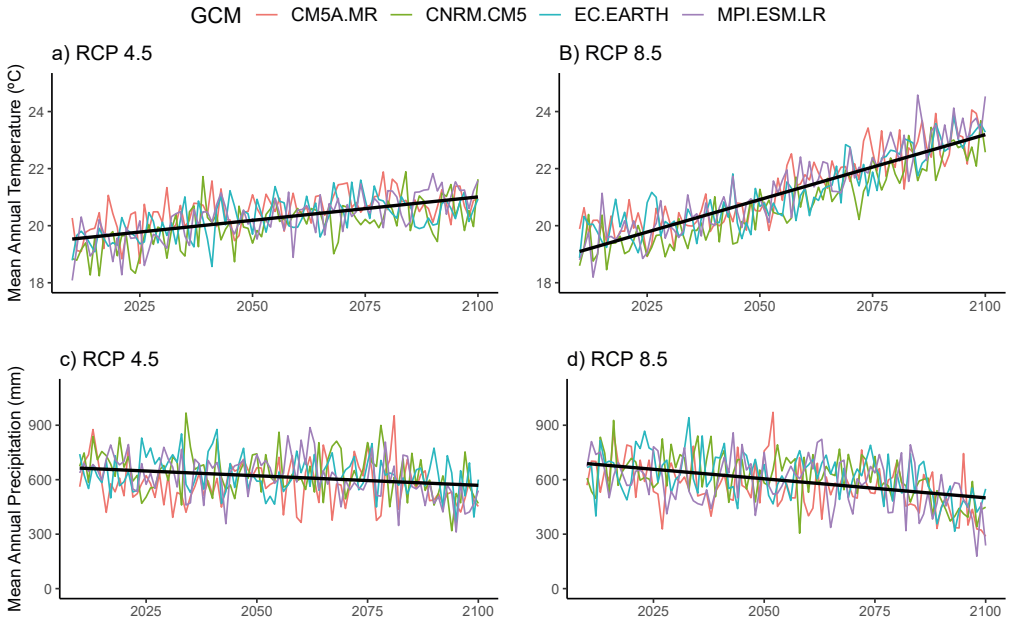 GCM CM5A.MR CNRM.CM5 EC.EARTH MPI.ESM.LR
a) RCP 4.5
B) RCP 8.5
Mean Annual Temperature (ºC)
24
22
20
18
2025 2050 2075 2100
24
22
20
18
2025 2050 2075 2100
c) RCP 4.5
d) RCP 8.5
Mean Annual Precipitation (mm)
900
600
300
0
2025 2050 2075 2100
900
600
300
0
2025 2050 2075 2100